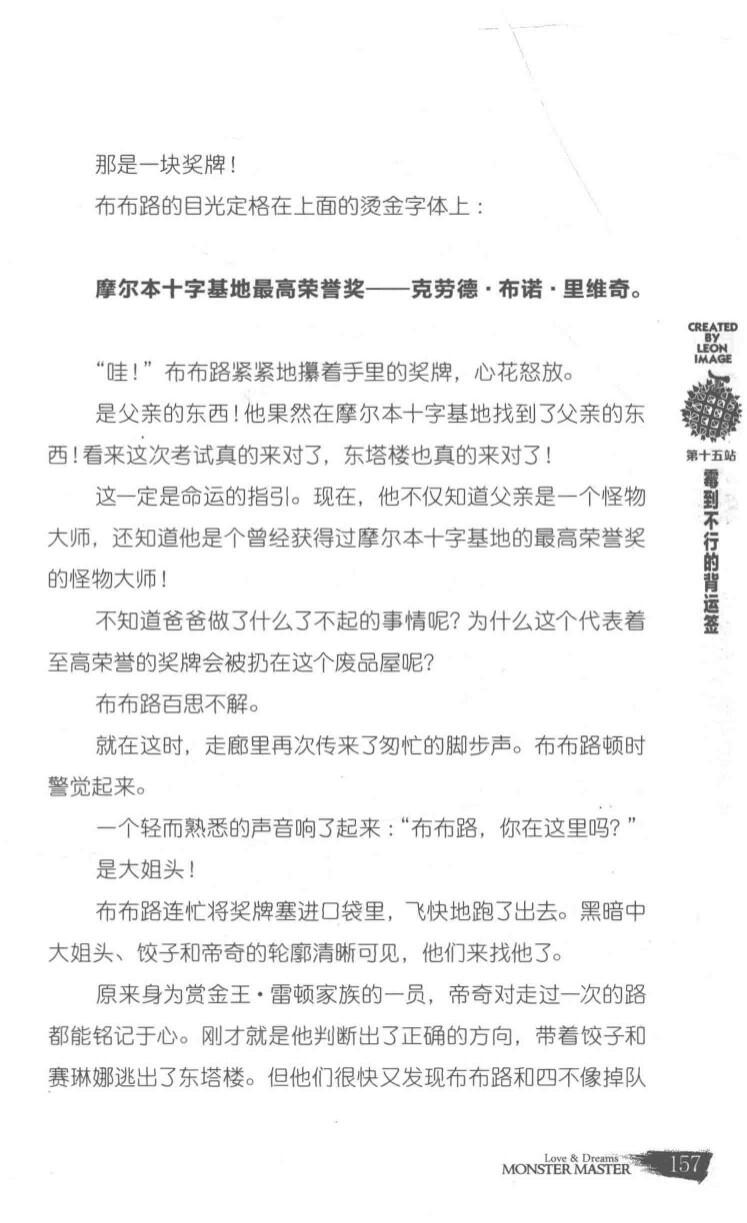 那是一块奖牌！
布布路的目光定格在上面的烫金字体上：
摩尔本十字基地最高荣誉奖——克劳德·布诺·里维奇。
“哇！”布布路紧紧地攥着手里的奖牌，心花怒放。
是父亲的东西！他果然在摩尔本十字基地找到了父亲的东
西！看来这次考试真的来对了，东塔楼也真的来对了！
这一定是命运的指引。现在，他不仅知道父亲是一个怪物
大师，还知道他是个曾经获得过摩尔本十字基地的最高荣誉奖
的怪物大师！
不知道爸爸做了什么了不起的事情呢？为什么这个代表着
至高荣誉的奖牌会被扔在这个废品屋呢？
布布路百思不解。
就在这时，走廊里再次传来了匆忙的脚步声。布布路顿时
警觉起来。
一个轻而熟悉的声音响了起来：“布布路，你在这里吗？”
是大姐头！
布布路连忙将奖牌塞进口袋里，飞快地跑了出去。黑暗中
大姐头、饺子和帝奇的轮廓清晰可见，他们来找他了。
原来身为赏金王·雷顿家族的一员，帝奇对走过一次的路
都能铭记于心。刚才就是他判断出了正确的方向，带着饺子和
赛琳娜逃出了东塔楼。但他们很快又发现布布路和四不像掉队
CREATED
BY
LEON
IMAGE
第十五站
霉到不行的背运签
Love & Dreams
MONSTER MASTER
157